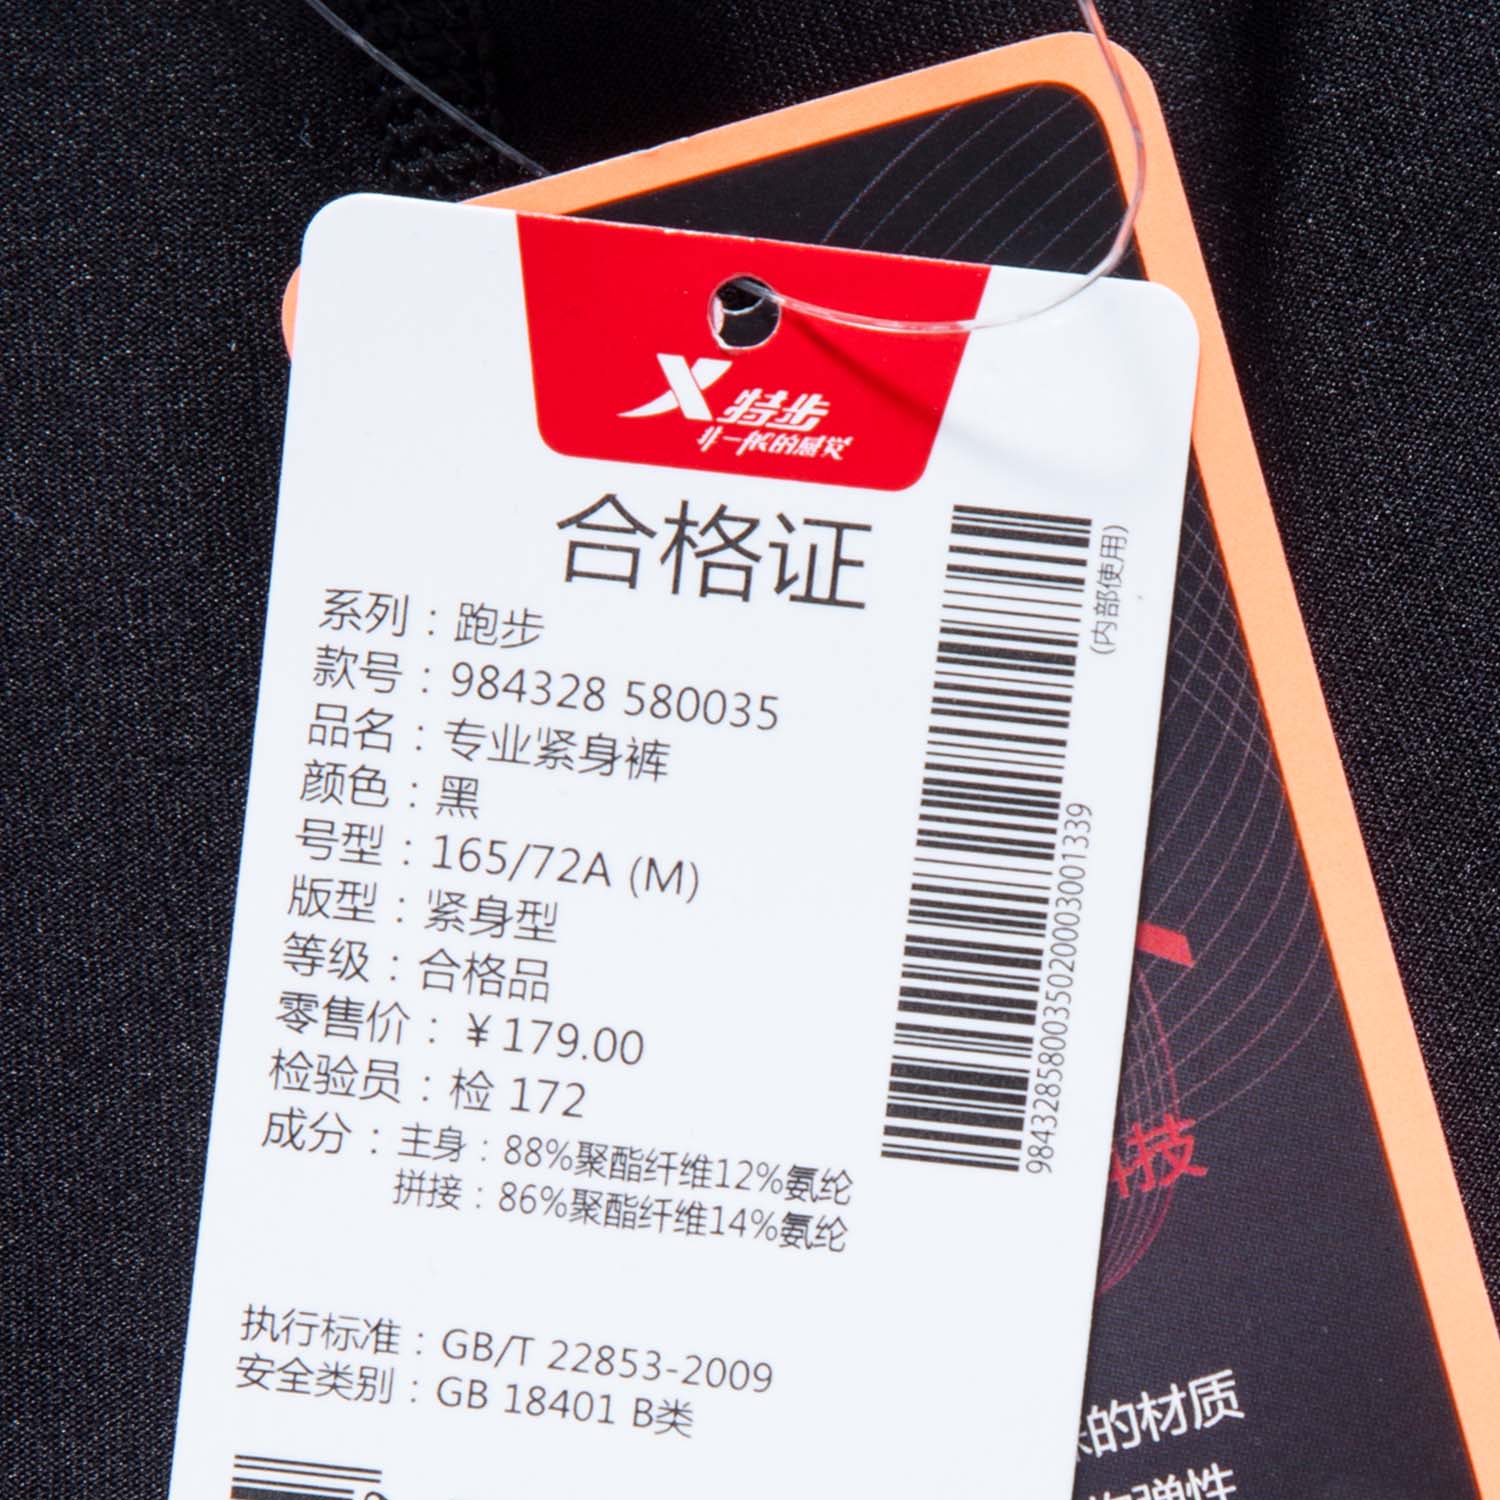 特步
非一般的感觉
合格证
系列：跑步
款号：984328 580035
品名：专业紧身裤
颜色：黑
号型：165/72A (M)
版型：紧身型
等级：合格品
零售价：￥179.00
检验员：检 172
成分：主身：88%聚酯纤维12%氨纶
拼接：86%聚酯纤维14%氨纶
执行标准：GB/T 22853-2009
安全类别：GB 18401 B类
(内部使用)
984328580035020003001339
技
的材质
弹性